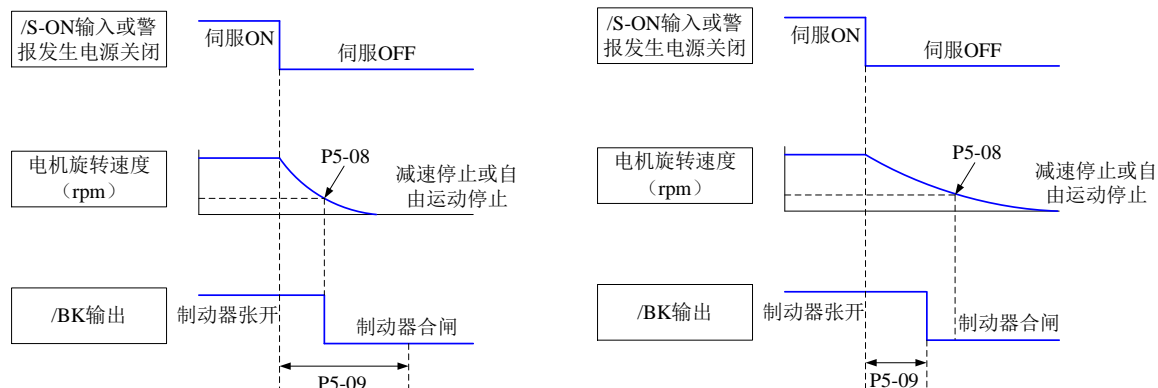 /S-ON输入或警
报发生电源关闭
伺服ON
伺服OFF
电机旋转速度
（rpm）
P5-08
减速停止或自
由运动停止
/BK输出
制动器张开
制动器合闸
P5-09
/S-ON输入或警
报发生电源关闭
伺服ON
伺服OFF
电机旋转速度
（rpm）
P5-08
减速停止或自
由运动停止
/BK输出
制动器张开
制动器合闸
P5-09